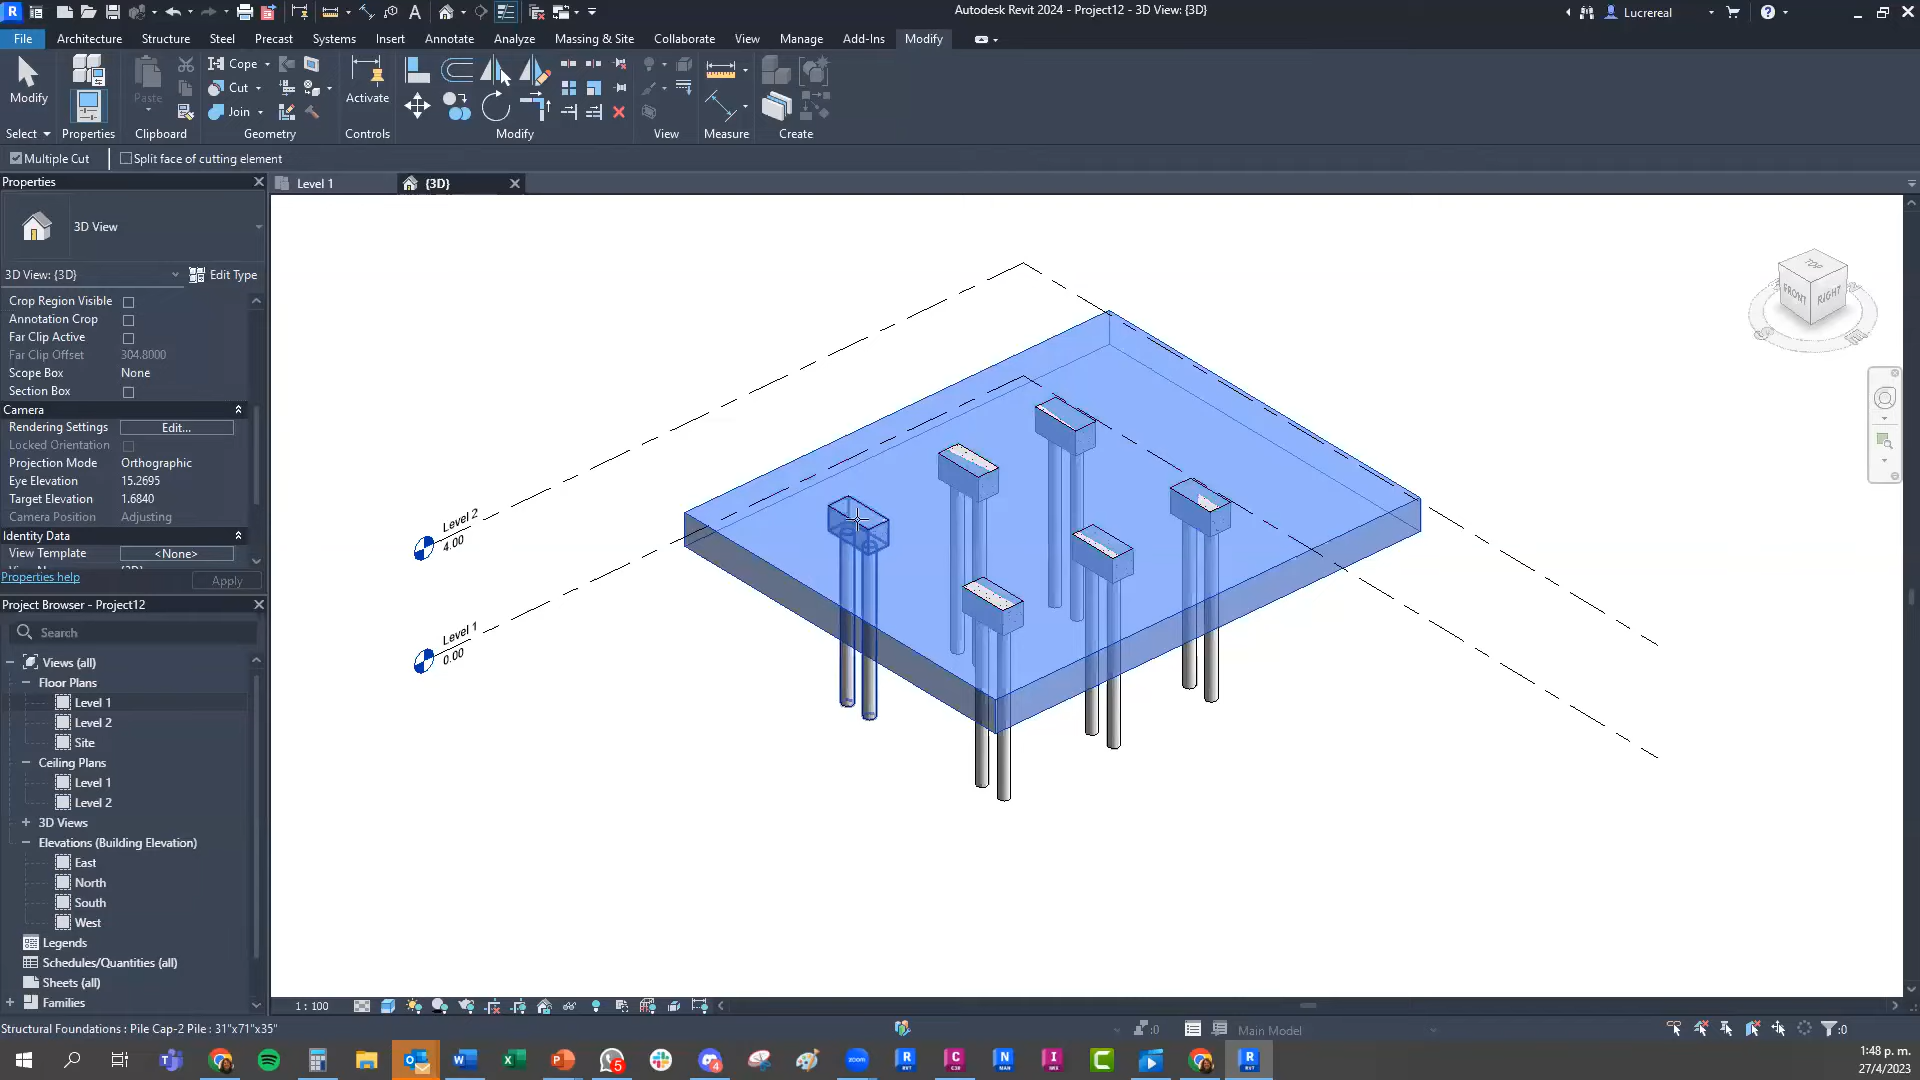 Autodesk Revit 2024 - Project12 - 3D View: {3D}
Lucrereal
File
Architecture
Structure
Steel
Precast
Systems
Insert
Annotate
Analyze
Massing & Site
Collaborate
View
Manage
Add-Ins
Modify
Modify
Select
Properties
Paste
Clipboard
Cope
Cut
Join
Geometry
Activate
Controls
Modify
View
Measure
Create
Multiple Cut
Split face of cutting element
Properties
3D View
3D View: {3D}
Edit Type
Crop Region Visible
Annotation Crop
Far Clip Active
Far Clip Offset 304.8000
Scope Box None
Section Box
Camera
Rendering Settings Edit...
Locked Orientation
Projection Mode Orthographic
Eye Elevation 15.2695
Target Elevation 1.6840
Camera Position Adjusting
Identity Data
View Template <None>
Properties help
Apply
Project Browser - Project12
Search
Views (all)
Floor Plans
Level 1
Level 2
Site
Ceiling Plans
Level 1
Level 2
3D Views
Elevations (Building Elevation)
East
North
South
West
Legends
Schedules/Quantities (all)
Sheets (all)
Families
Level 1
{3D}
Level 2
4.00
Level 1
0.00
TOP
FRONT
RIGHT
1 : 100
Structural Foundations : Pile Cap-2 Pile : 31"x71"x35"
:0
Main Model
:0
5
4
zoom
1:48 p. m.
27/4/2023